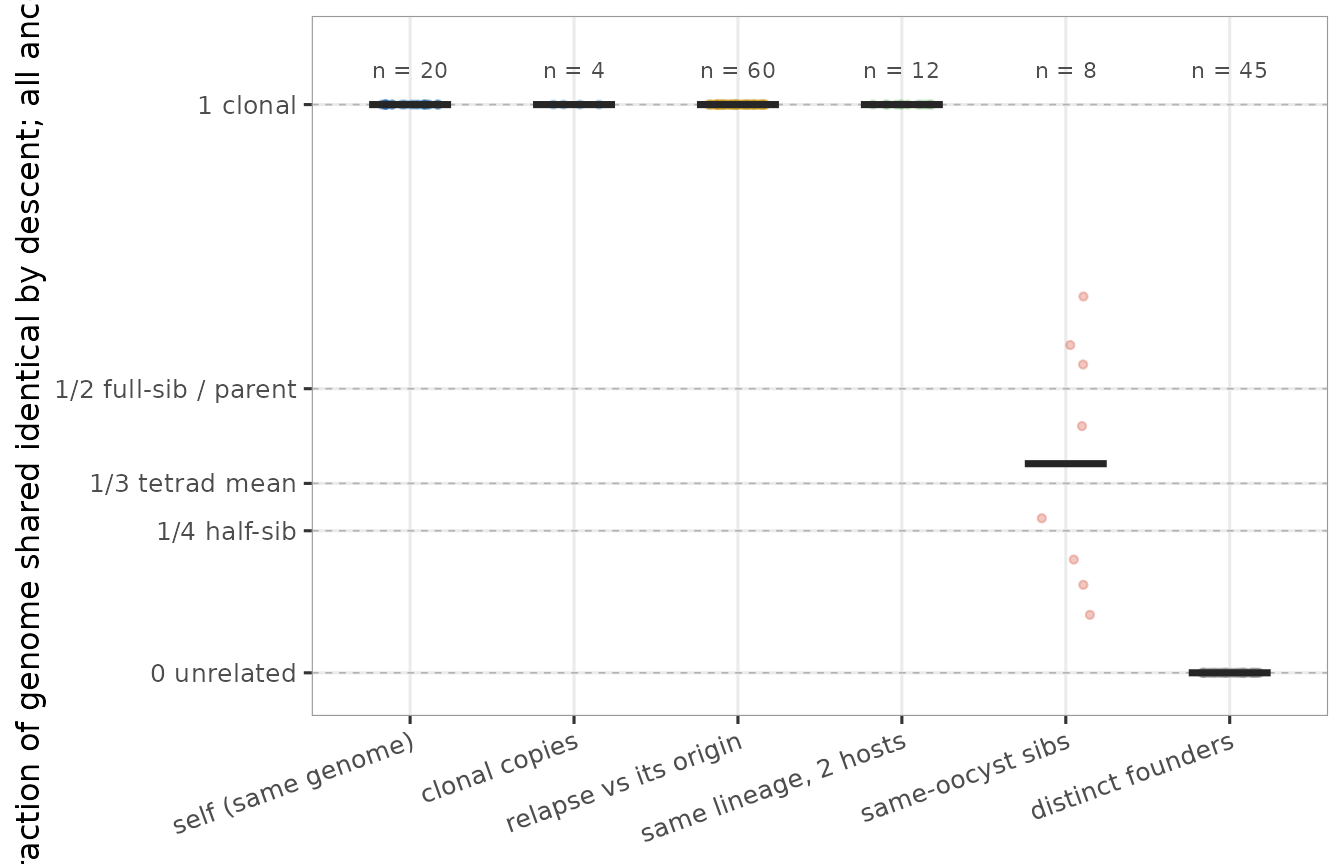 raction of genome shared identical by descent; all anc
n = 20
n = 4
n = 60
n = 12
n = 8
n = 45
1 clonal
1/2 full-sib / parent
1/3 tetrad mean
1/4 half-sib
0 unrelated
self (same genome)
clonal copies
relapse vs its origin
same lineage, 2 hosts
same-oocyst sibs
distinct founders